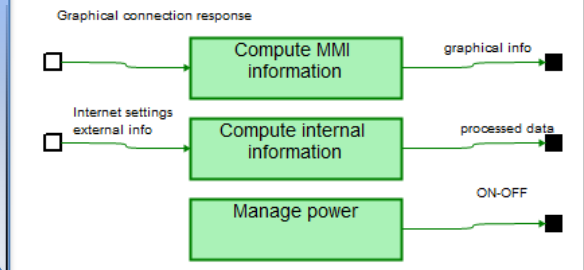 Graphical connection response
Compute MMI
information
graphical info
Internet settings
external info
Compute internal
information
processed data
Manage power
ON-OFF